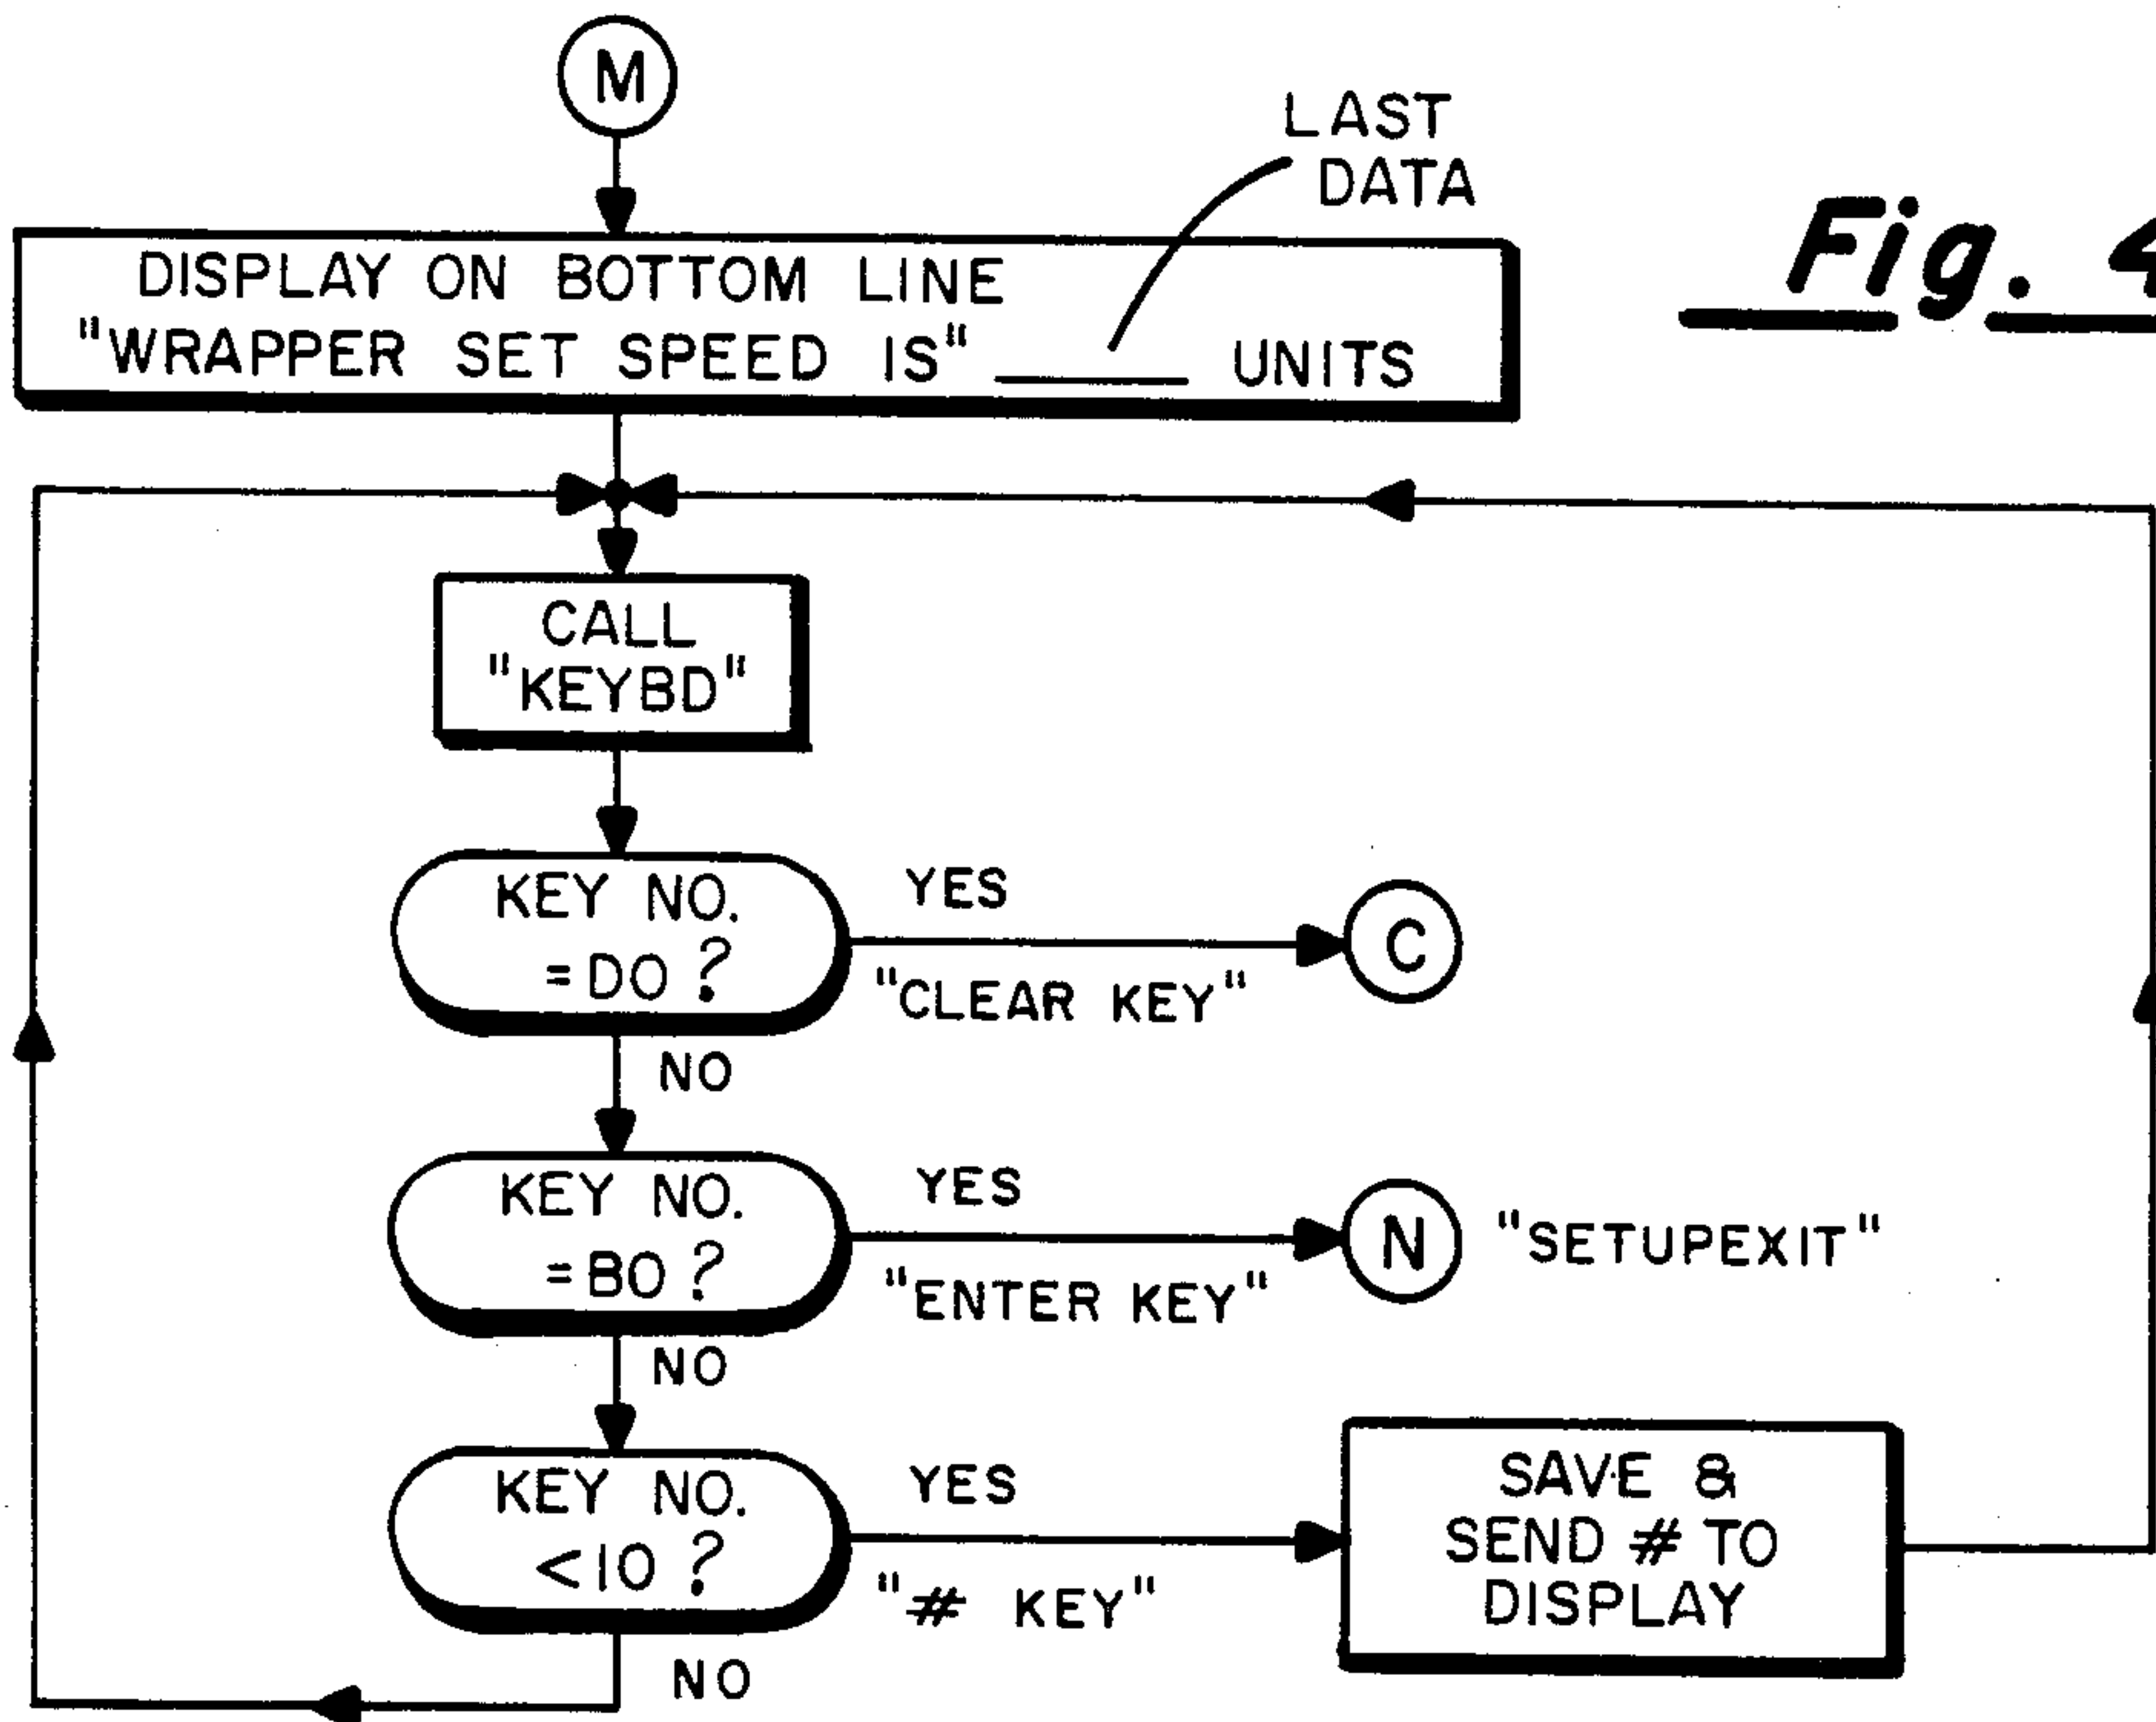 M
LAST
DATA
Fig. 4
DISPLAY ON BOTTOM LINE
"WRAPPER SET SPEED IS" ______ UNITS
CALL
"KEYBD"
KEY NO.
=DO ?
YES
"CLEAR KEY"
C
NO
KEY NO.
=BO ?
YES
"ENTER KEY"
N
"SETUPEXIT"
NO
KEY NO.
<10 ?
YES
"# KEY"
SAVE &
SEND # TO
DISPLAY
NO